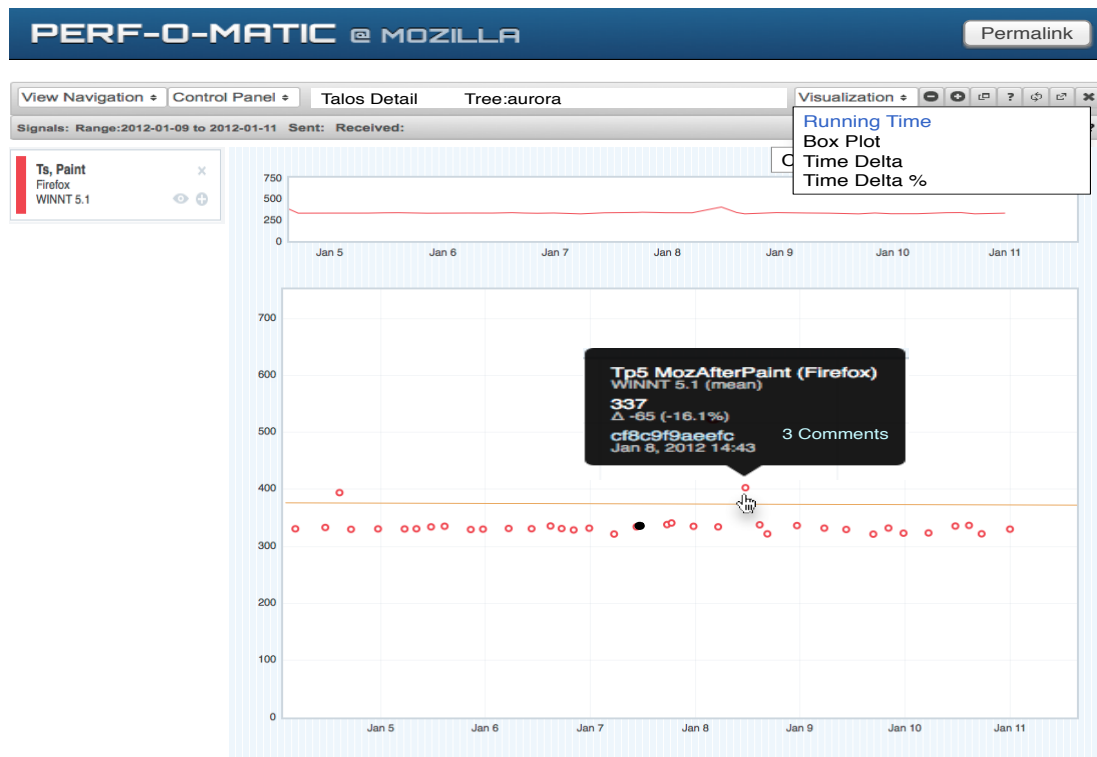 PERF-O-MATIC @ MOZILLA
Permalink
View Navigation Control Panel Talos Detail Tree:aurora Visualization ?
Signals: Range:2012-01-09 to 2012-01-11 Sent: Received:
Running Time
Box Plot
Time Delta
Time Delta %
Ts, Paint x
Firefox
WINNT 5.1
750
500
250
0
Jan 5 Jan 6 Jan 7 Jan 8 Jan 9 Jan 10 Jan 11
700
600
Tp5 MozAfterPaint (Firefox)
WINNT 5.1 (mean)
337
Δ -65 (-16.1%)
cf8c9f9aeefc 3 Comments
Jan 8, 2012 14:43
500
400
300
200
100
0
Jan 5 Jan 6 Jan 7 Jan 8 Jan 9 Jan 10 Jan 11